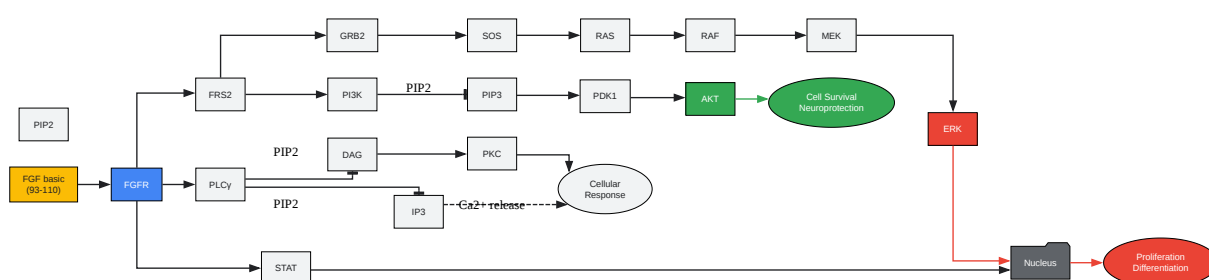 GRB2
SOS
RAS
RAF
MEK
FRS2
PI3K
PIP2
PIP3
PDK1
AKT
Cell Survival
Neuroprotection
PIP2
ERK
PIP2
DAG
PKC
FGF basic
(93-110)
FGFR
PLCγ
Cellular
Response
PIP2
IP3
Ca2+ release
STAT
Nucleus
Proliferation
Differentiation